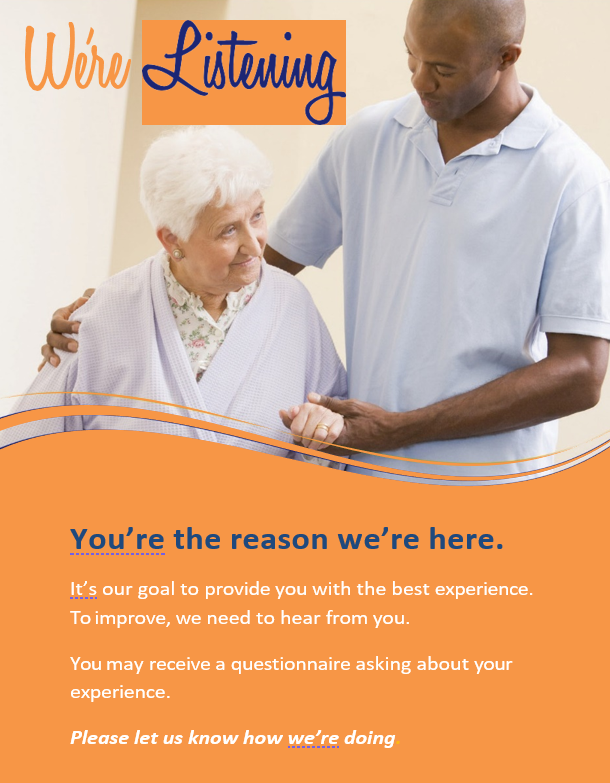 We're Listening
You're the reason we're here.
It's our goal to provide you with the best experience.
To improve, we need to hear from you.
You may receive a questionnaire asking about your
experience.
Please let us know how we're doing.